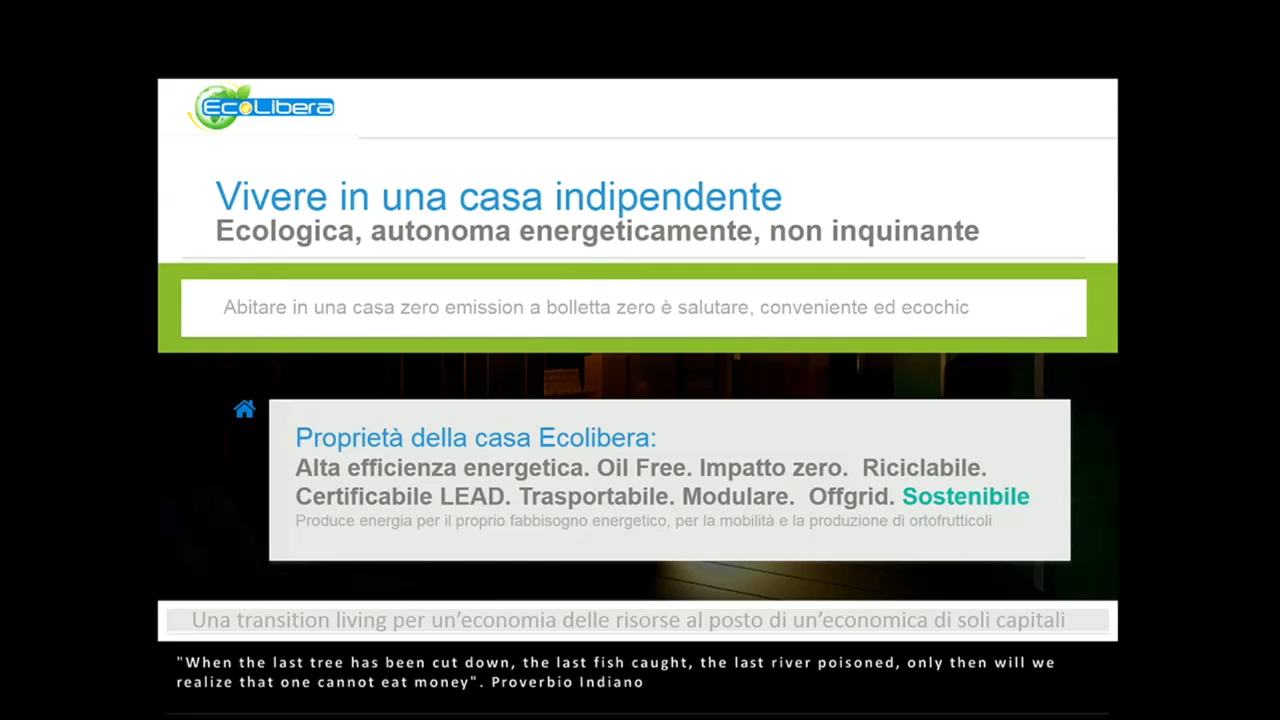 EcoLibera
Vivere in una casa indipendente
Ecologica, autonoma energeticamente, non inquinante
Abitare in una casa zero emission a bolletta zero è salutare, conveniente ed ecochic
Proprietà della casa Ecolibera:
Alta efficienza energetica. Oil Free. Impatto zero. Riciclabile.
Certificabile LEAD. Trasportabile. Modulare. Offgrid. Sostenibile
Produce energia per il proprio fabbisogno energetico, per la mobilità e la produzione di ortofrutticoli
Una transition living per un’economia delle risorse al posto di un’economica di soli capitali
"When the last tree has been cut down, the last fish caught, the last river poisoned, only then will we
realize that one cannot eat money". Proverbio Indiano